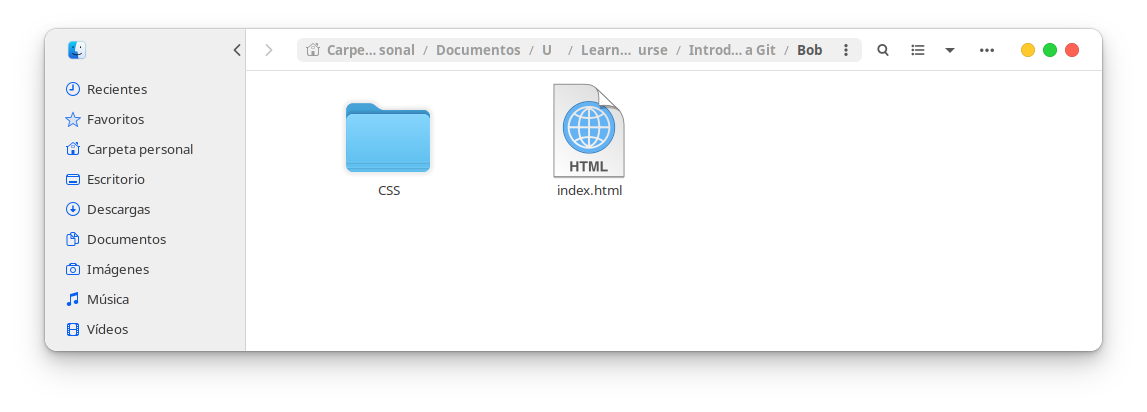 Carpe... sonal / Documentos / U / Learn... urse / Introd... a Git / Bob
Recientes
Favoritos
Carpeta personal
Escritorio
Descargas
Documentos
Imágenes
Música
Vídeos
HTML
CSS
index.html